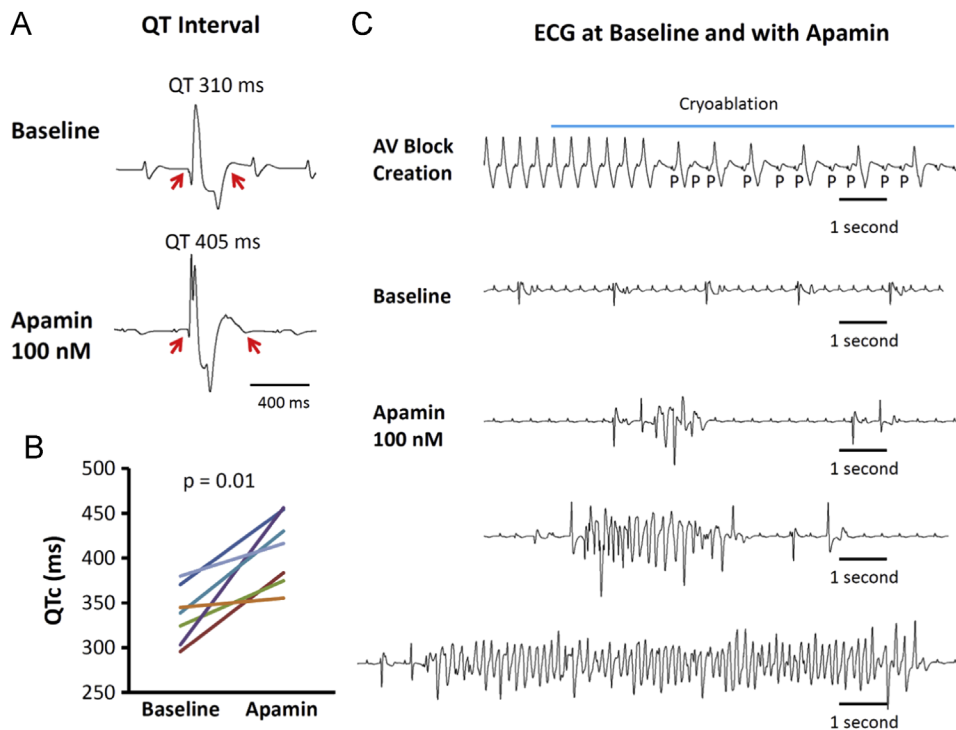 A
QT Interval
QT 310 ms
Baseline
QT 405 ms
Apamin
100 nM
400 ms
B
p = 0.01
500
450
400
350
300
250
QTc (ms)
Baseline
Apamin
C
ECG at Baseline and with Apamin
Cryoablation
AV Block
Creation
P P P P P P P P P P
1 second
Baseline
1 second
Apamin
100 nM
1 second
1 second
1 second